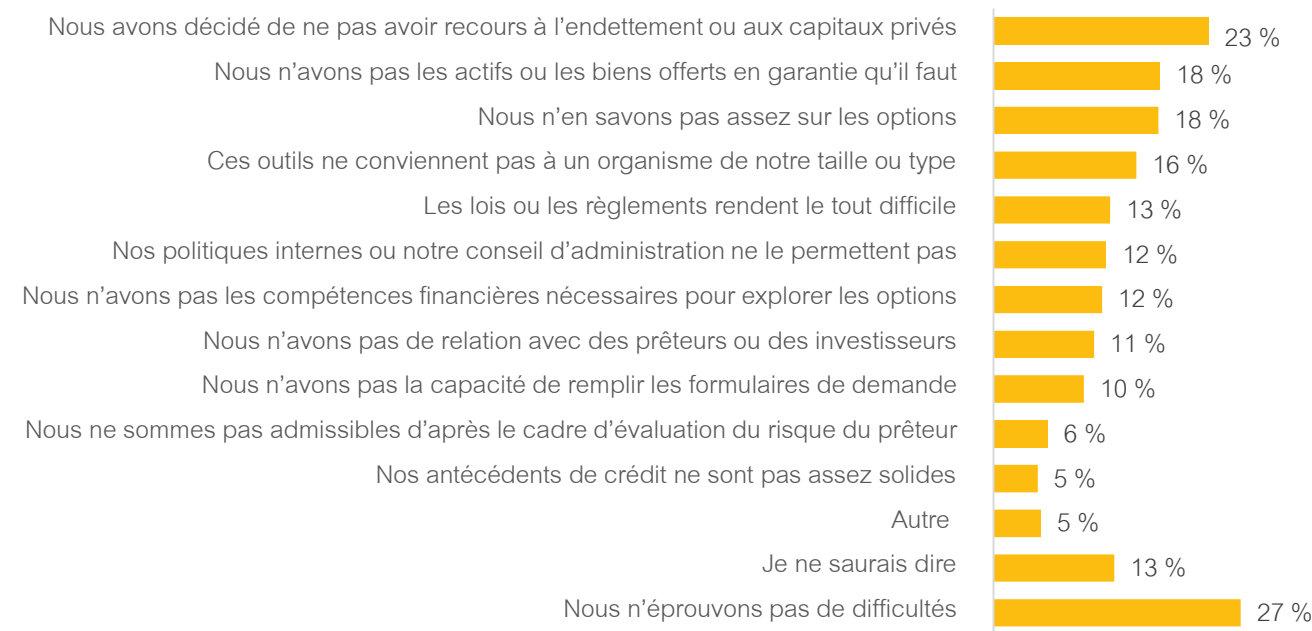 Nous avons décidé de ne pas avoir recours à l’endettement ou aux capitaux privés 23 %
Nous n’avons pas les actifs ou les biens offerts en garantie qu’il faut 18 %
Nous n’en savons pas assez sur les options 18 %
Ces outils ne conviennent pas à un organisme de notre taille ou type 16 %
Les lois ou les règlements rendent le tout difficile 13 %
Nos politiques internes ou notre conseil d’administration ne le permettent pas 12 %
Nous n’avons pas les compétences financières nécessaires pour explorer les options 12 %
Nous n’avons pas de relation avec des prêteurs ou des investisseurs 11 %
Nous n’avons pas la capacité de remplir les formulaires de demande 10 %
Nous ne sommes pas admissibles d’après le cadre d’évaluation du risque du prêteur 6 %
Nos antécédents de crédit ne sont pas assez solides 5 %
Autre 5 %
Je ne saurais dire 13 %
Nous n’éprouvons pas de difficultés 27 %